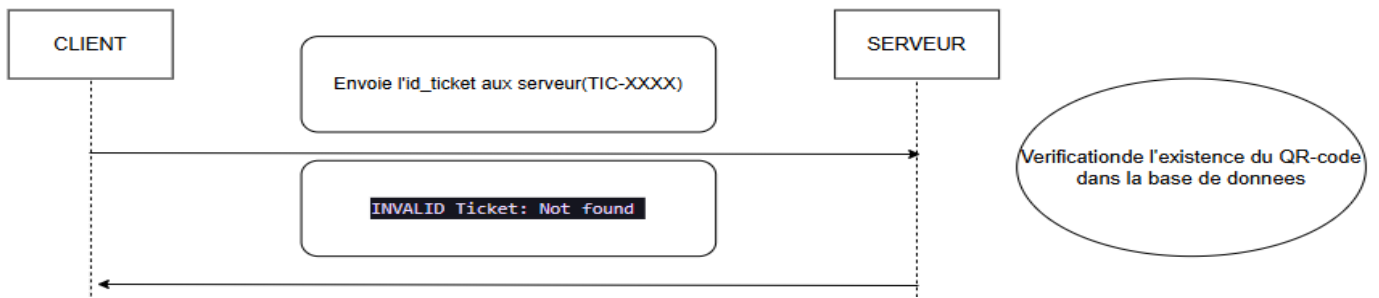 CLIENT
SERVEUR
Envoie l'id_ticket aux serveur(TIC-XXXX)
Verificationde l'existence du QR-code
dans la base de donnees
INVALID Ticket: Not found